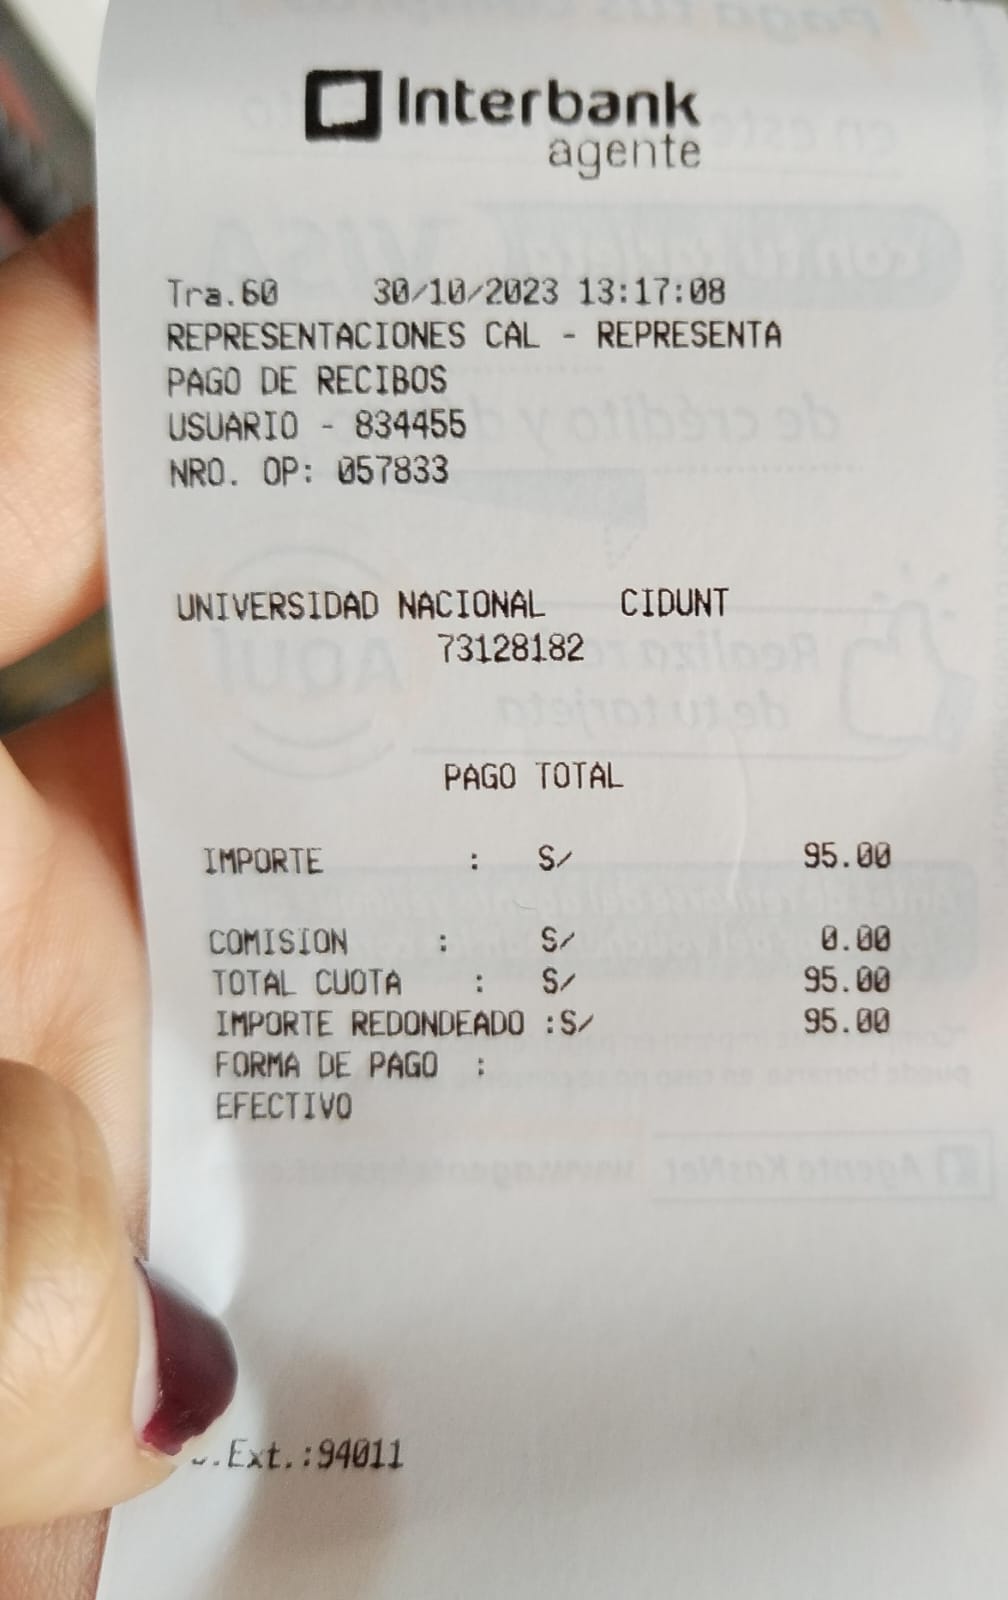 Interbank
agente
Tra.60 30/10/2023 13:17:08
REPRESENTACIONES CAL - REPRESENTA
PAGO DE RECIBOS
USUARIO - 834455
NRO. OP: 057833
UNIVERSIDAD NACIONAL CIDUNT
73128182
PAGO TOTAL
IMPORTE : S/ 95.00
COMISION : S/ 0.00
TOTAL CUOTA : S/ 95.00
IMPORTE REDONDEADO :S/ 95.00
FORMA DE PAGO :
EFECTIVO
.Ext.:94011